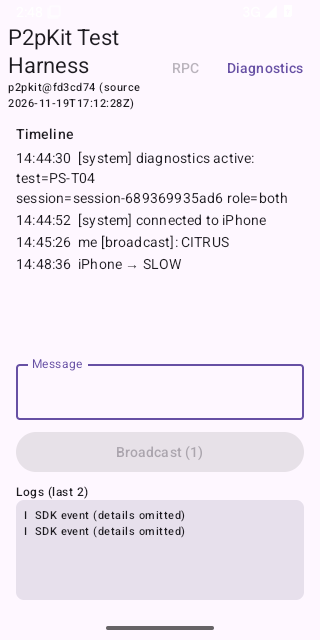 P2pKit Test
Harness
RPC
Diagnostics
p2pkit@fd3cd74 (source
2026-11-19T17:12:28Z)
Timeline
14:44:30 [system] diagnostics active:
test=PS-T04
session=session-689369935ad6 role=both
14:44:52 [system] connected to iPhone
14:45:26 me [broadcast]: CITRUS
14:48:36 iPhone → SLOW
Message
Broadcast (1)
Logs (last 2)
I SDK event (details omitted)
I SDK event (details omitted)